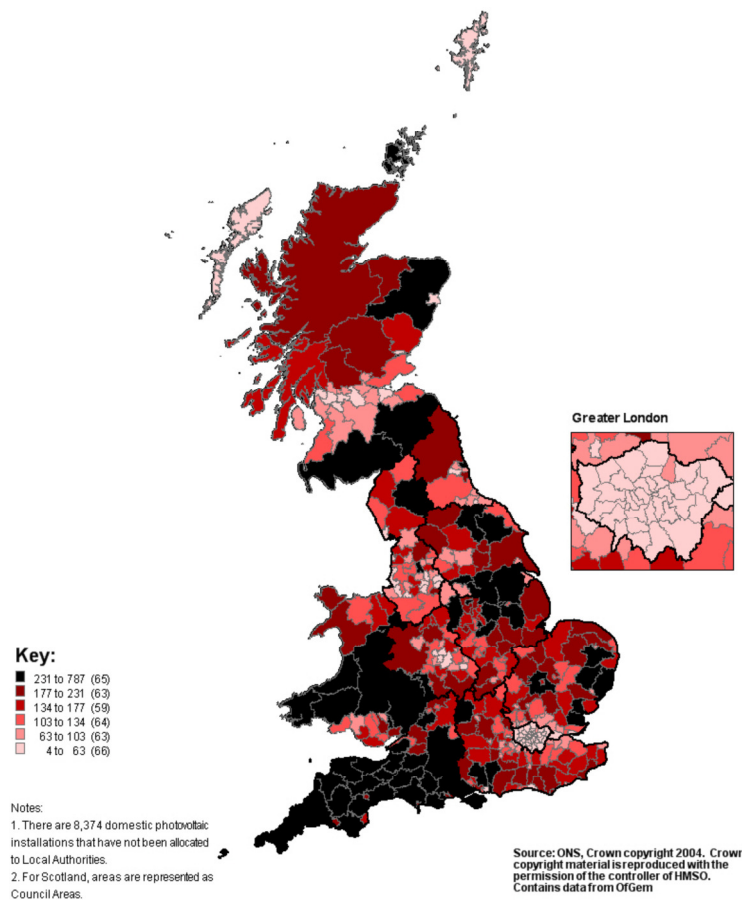 Greater London
Key:
231 to 787 (65)
177 to 231 (63)
134 to 177 (59)
103 to 134 (64)
63 to 103 (63)
4 to 63 (66)
Notes:
1. There are 8,374 domestic photovoltaic
installations that have not been allocated
to Local Authorities.
2. For Scotland, areas are represented as
Council Areas.
Source: ONS, Crown copyright 2004. Crown
copyright material is reproduced with the
permission of the controller of HMSO.
Contains data from OfGem